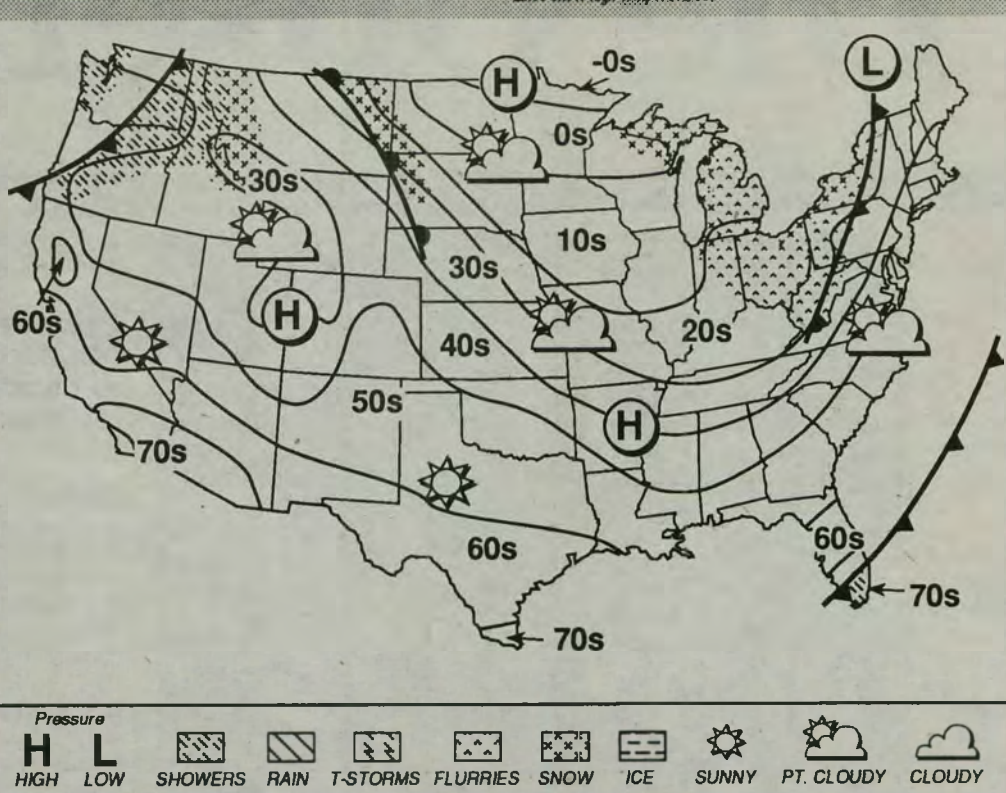 H
-0s
L
0s
30s
10s
30s
H
60s
20s
40s
50s
H
70s
60s
60s
70s
70s
Pressure
H L
HIGH LOW SHOWERS RAIN T-STORMS FLURRIES SNOW ICE SUNNY PT. CLOUDY CLOUDY